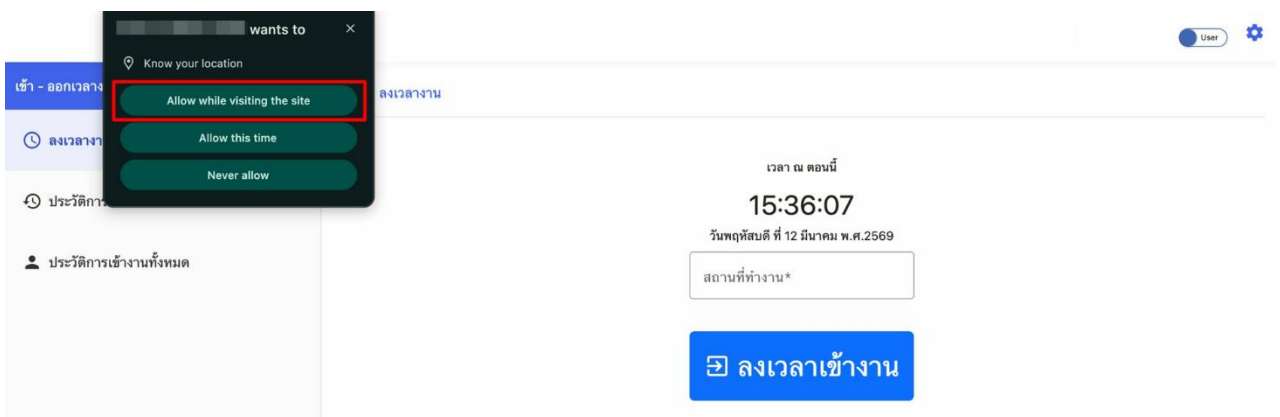 wants to
Know your location
Allow while visiting the site
Allow this time
Never allow
User
เข้า - ออกเวลาง
ลงเวลางา
ประวัติการ
ประวัติการเข้างานทั้งหมด
ลงเวลางาน
เวลา ณ ตอนนี้
15:36:07
วันพฤหัสบดี ที่ 12 มีนาคม พ.ศ.2569
สถานที่ทำงาน*
ลงเวลาเข้างาน